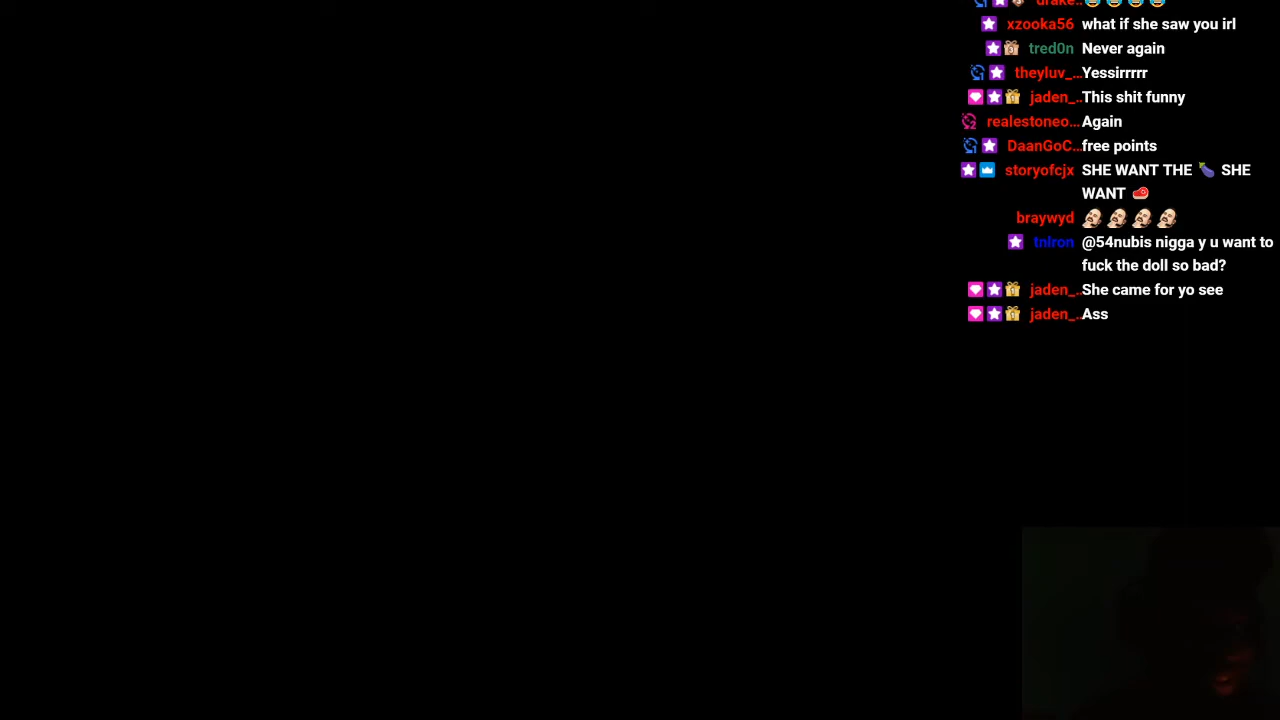 drake..😂😂😂😂
xzooka56 what if she saw you irl
tred0n Never again
theyluv_... Yessirrrrr
jaden_.. This shit funny
realestoneo... Again
DaanGoC... free points
storyofcjx SHE WANT THE 🍆 SHE
WANT 🥩
braywyd
tnlron @54nubis nigga y u want to
fuck the doll so bad?
jaden_.. She came for yo see
jaden_.. Ass